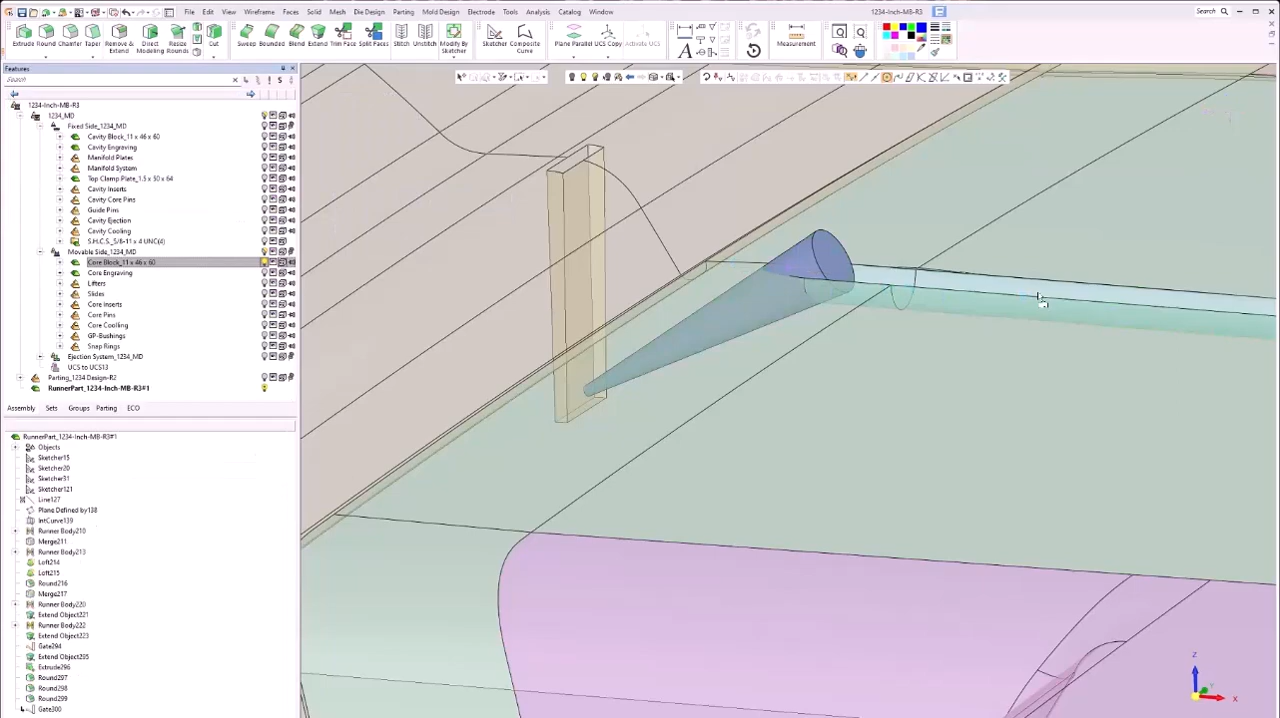 File Edit View Wireframe Faces Solid Mesh Die Design Parting Mold Design Electrode Tools Analysis Catalog Window
1234-Inch-MB-R3
Search
Extrude Round Chamfer Taper Remove & Extend Direct Modeling Resize Rounds Sweep Bounded Blend Extend Trim Face Split Faces Stitch Unstitch Modify By Sketcher Sketcher Composite Curve Plane Parallel UCS Copy Activate UCS Measurement
Features
Search
1234-Inch-MB-R3
1234_MD
Fixed Side_1234_MD
Cavity Block_11 x 46 x 60
Cavity Engraving
Manifold Plates
Manifold System
Top Clamp Plate_1.5 x 50 x 64
Cavity Inserts
Cavity Core Pins
Guide Pins
Cavity Ejection
Cavity Cooling
S.H.C.S._5/8-11 x 4 UNC(4)
Movable Side_1234_MD
Core Block_11 x 46 x 60
Core Engraving
Lifters
Slides
Core Inserts
Core Pins
Core Cooling
GP-Bushings
Snap Rings
Ejection System_1234_MD
UCS to UCS13
Parting_1234 Design-R2
RunnerPart_1234-Inch-MB-R3#1
Assembly Sets Groups Parting ECO
RunnerPart_1234-Inch-MB-R3#1
Objects
Sketcher15
Sketcher20
Sketcher31
Sketcher121
Line127
Plane Defined by138
IntCurve139
Runner Body210
Merge211
Runner Body213
Loft214
Loft215
Round216
Merge217
Runner Body220
Extend Object221
Runner Body222
Extend Object223
Gate294
Extend Object295
Extrude296
Round297
Round298
Round299
Gate300
Z
Y
X